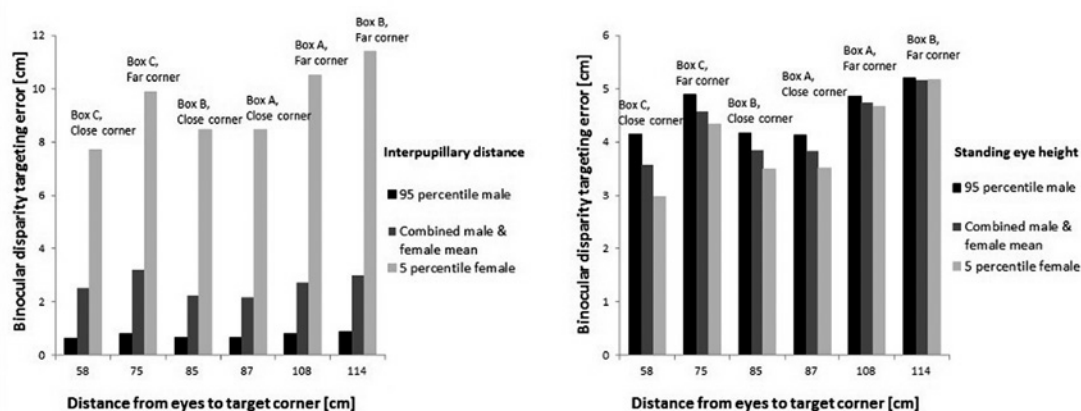 Binocular disparity targeting error [cm]
12
10
8
6
4
2
0
Box C,
Close corner
Box C,
Far corner
Box B,
Close corner
Box A,
Close corner
Box A,
Far corner
Box B,
Far corner
58 75 85 87 108 114
Distance from eyes to target corner [cm]
Interpupillary distance
95 percentile male
Combined male &
female mean
5 percentile female
Binocular disparity targeting error [cm]
6
5
4
3
2
1
0
Box C,
Close corner
Box C,
Far corner
Box B,
Close corner
Box A,
Close corner
Box A,
Far corner
Box B,
Far corner
58 75 85 87 108 114
Distance from eyes to target corner [cm]
Standing eye height
95 percentile male
Combined male &
female mean
5 percentile female